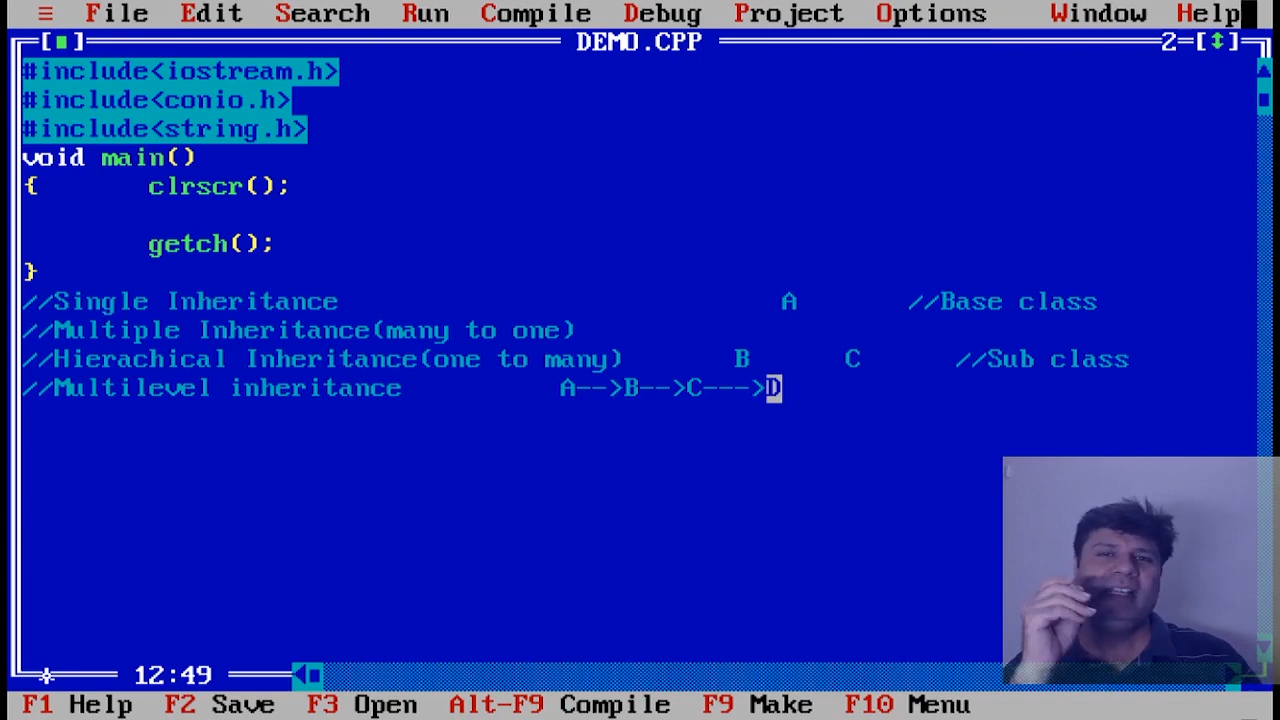 ≡ File Edit Search Run Compile Debug Project Options Window Help
[■] DEMO.CPP 2=[↕]
#include<iostream.h>
#include<conio.h>
#include<string.h>
void main()
{ clrscr();
getch();
}
//Single Inheritance A //Base class
//Multiple Inheritance(many to one)
//Hierachical Inheritance(one to many) B C //Sub class
//Multilevel inheritance A-->B-->C--->D
12:49
F1 Help F2 Save F3 Open Alt-F9 Compile F9 Make F10 Menu